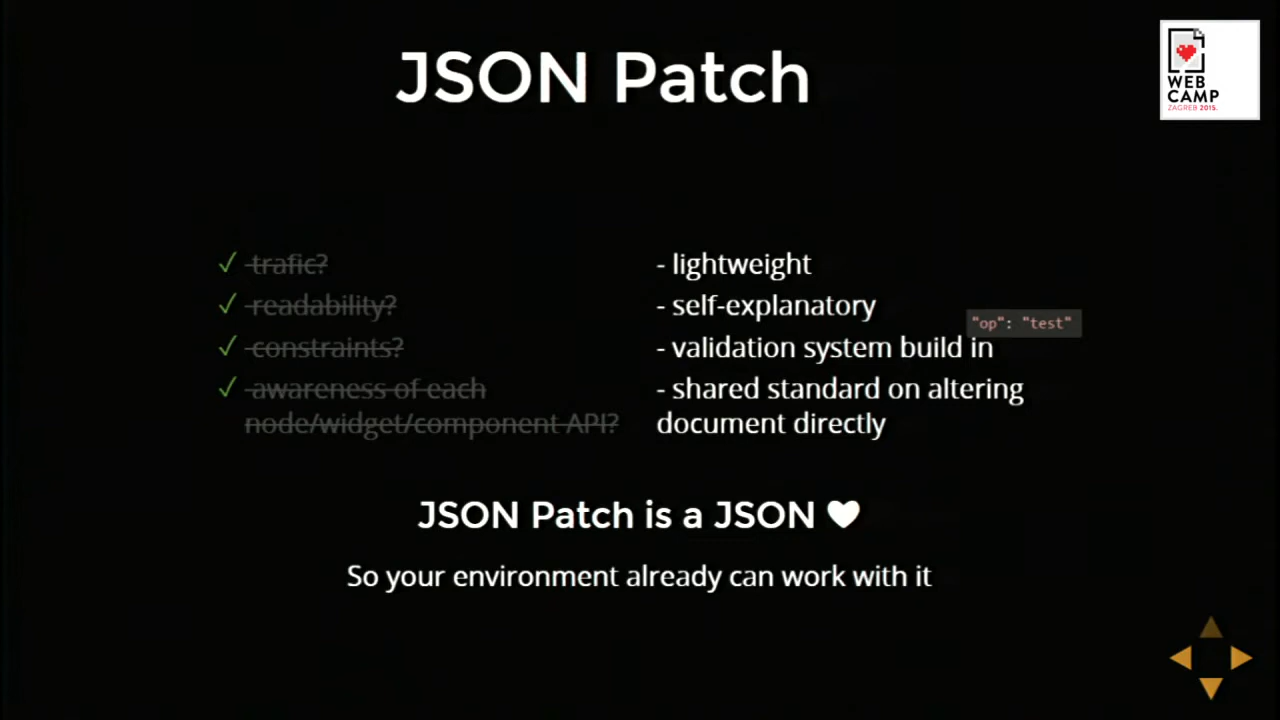 JSON Patch
WEB
CAMP
ZAGREB 2015.
✓ trafic?
✓ readability?
✓ constraints?
✓ awareness of each
node/widget/component API?
- lightweight
- self-explanatory
"op": "test"
- validation system build in
- shared standard on altering
document directly
JSON Patch is a JSON ♥
So your environment already can work with it